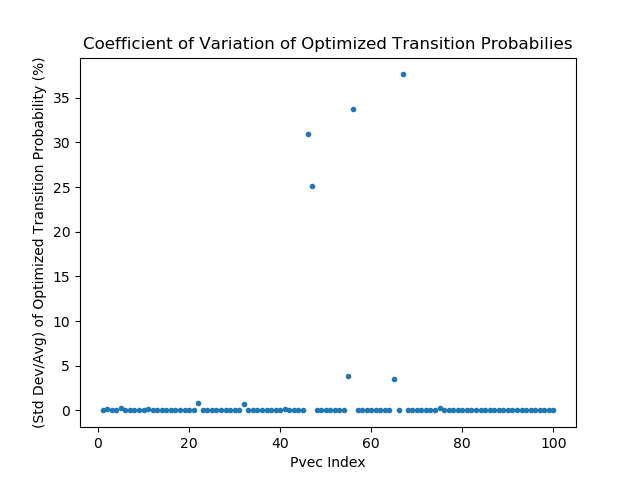 Coefficient of Variation of Optimized Transition Probabilies
(Std Dev/Avg) of Optimized Transition Probability (%)
35
30
25
20
15
10
5
0
0 20 40 60 80 100
Pvec Index